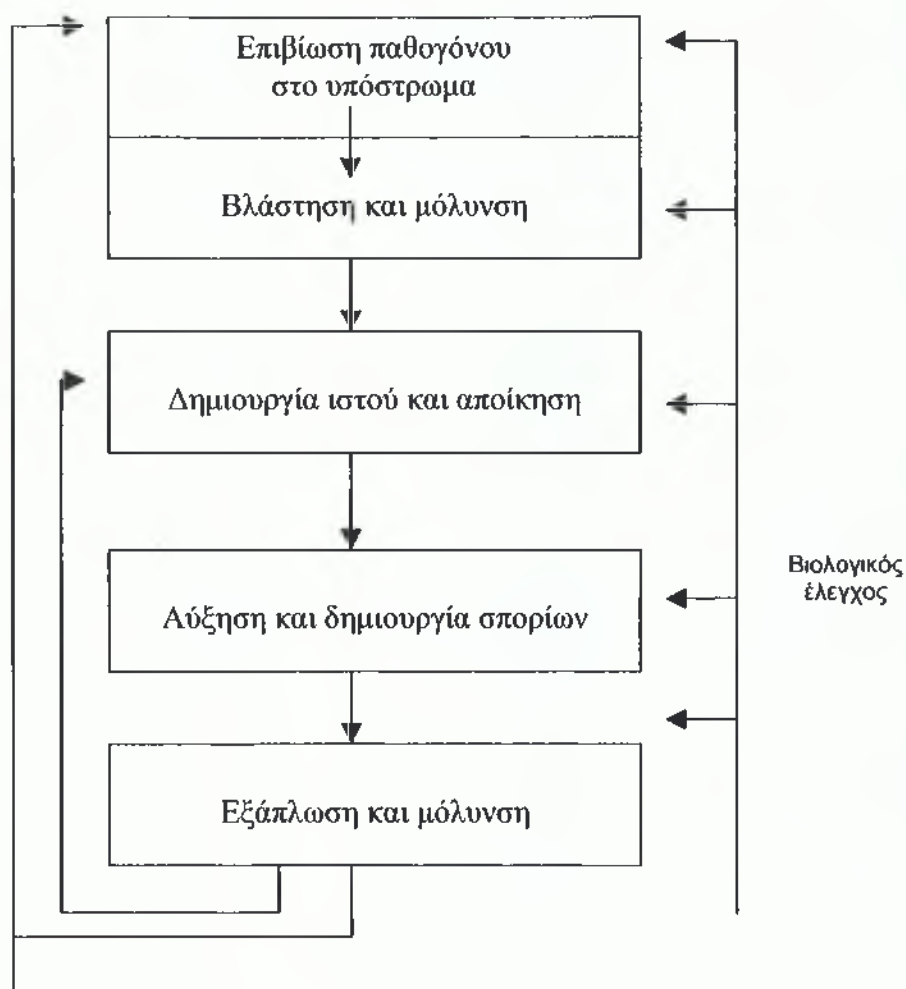 Επιβίωση παθογόνου
στο υπόστρωμα
Βλάστηση και μόλυνση
Δημιουργία ιστού και αποίκηση
Αύξηση και δημιουργία σπορίων
Βιολογικός
έλεγχος
Εξάπλωση και μόλυνση